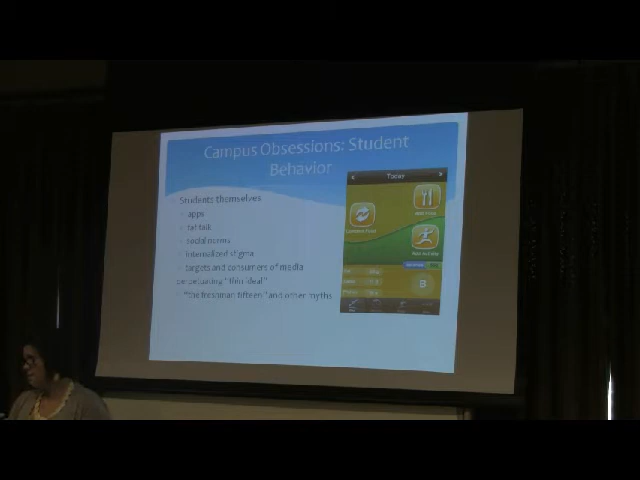 Campus Obsessions: Student
Behavior
Students themselves
apps
fat talk
social norms
internalized stigma
targets and consumers of media
perpetuating "thin ideal"
"the freshman fifteen" and other myths
Today
B